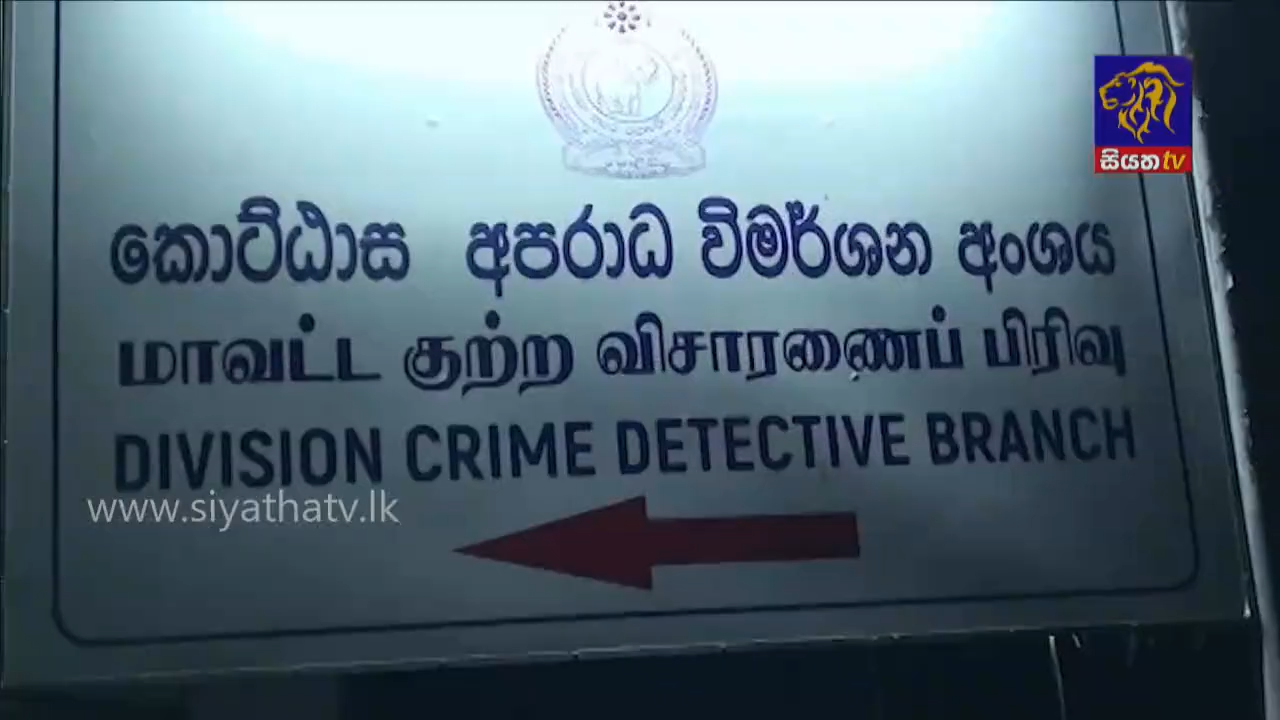 සියත tv
කොට්ඨාස අපරාධ විමර්ශන අංශය
மாவட்ட குற்ற விசாரணைப் பிரிவு
DIVISION CRIME DETECTIVE BRANCH
www.siyathatv.lk